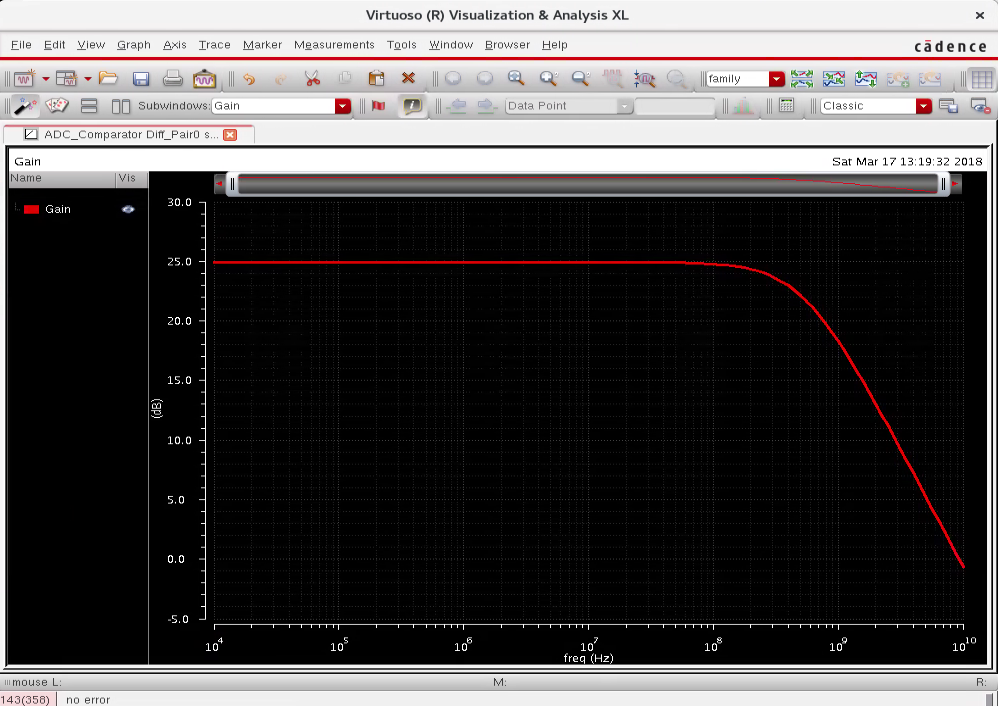 Virtuoso (R) Visualization & Analysis XL ×
File Edit View Graph Axis Trace Marker Measurements Tools Window Browser Help cādence
family
Subwindows: Gain Data Point Classic
ADC_Comparator Diff_Pair0 s...
Gain Sat Mar 17 13:19:32 2018
Name Vis
Gain
30.0
25.0
20.0
15.0
10.0
5.0
0.0
-5.0
(dB)
10^4 10^5 10^6 10^7 10^8 10^9 10^10
freq (Hz)
mouse L: M: R:
143(358) no error